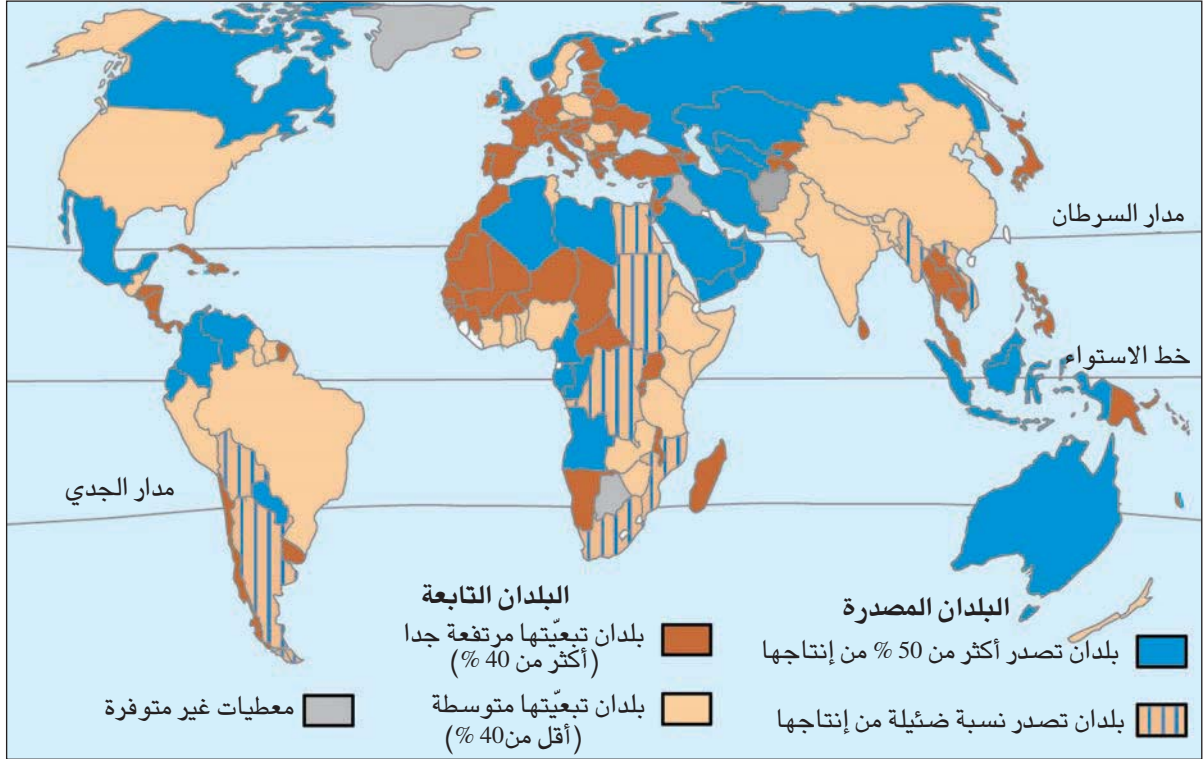 مدار السرطان
خط الاستواء
مدار الجدي
البلدان المصدرة
بلدان تصدر أكثر من 50 % من إنتاجها
بلدان تصدر نسبة ضئيلة من إنتاجها
البلدان التابعة
بلدان تبعيّتها مرتفعة جدا
(أكثر من 40 %)
بلدان تبعيّتها متوسطة
(أقل من40 %)
معطيات غير متوفرة